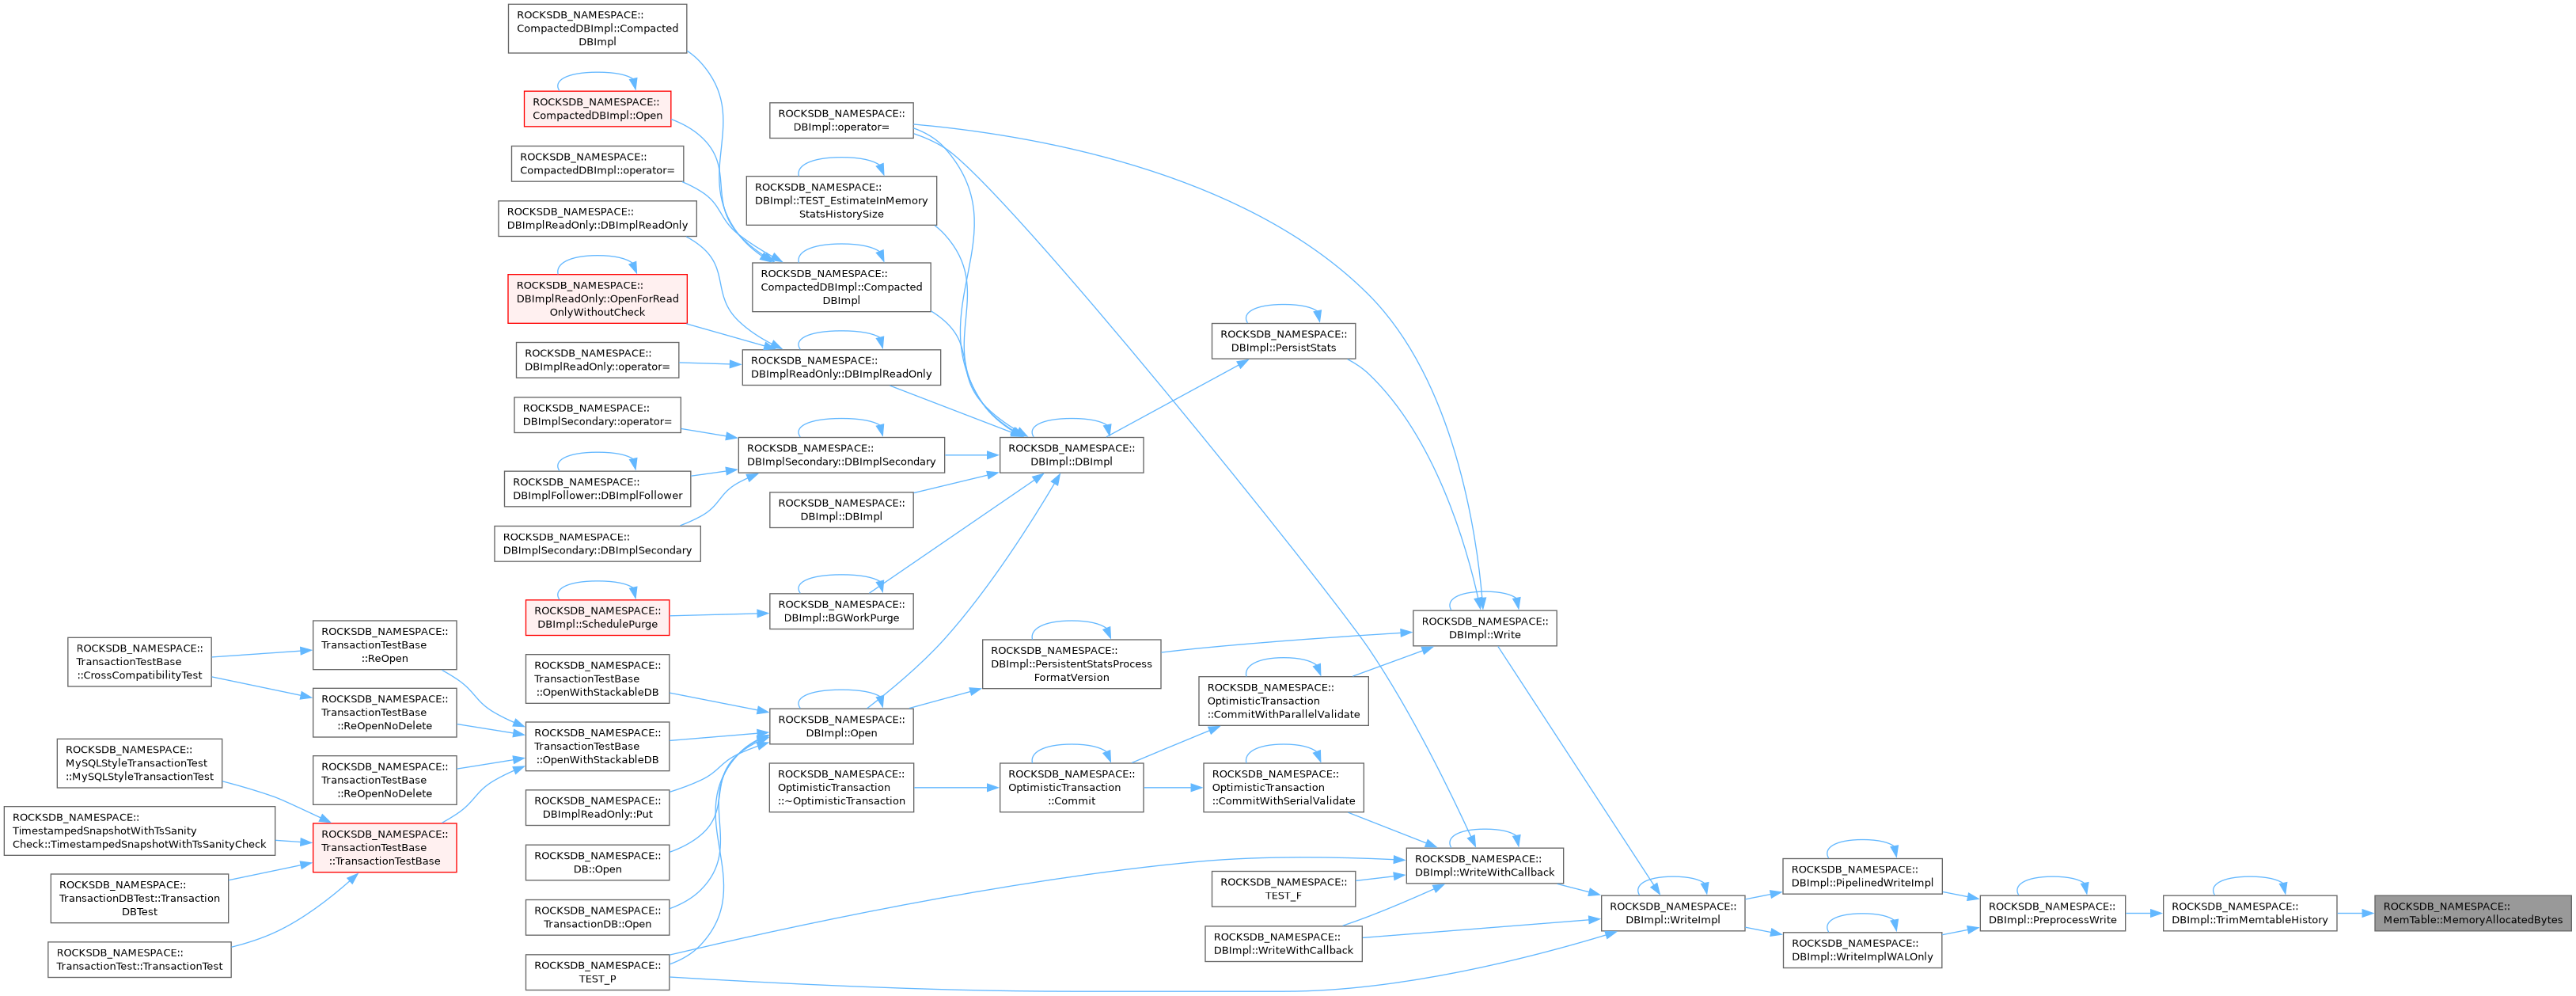 ROCKSDB_NAMESPACE::
CompactedDBImpl::Compacted
DBImpl
ROCKSDB_NAMESPACE::
CompactedDBImpl::Open
ROCKSDB_NAMESPACE::
CompactedDBImpl::operator=
ROCKSDB_NAMESPACE::
DBImplReadOnly::DBImplReadOnly
ROCKSDB_NAMESPACE::
DBImplReadOnly::OpenForRead
OnlyWithoutCheck
ROCKSDB_NAMESPACE::
DBImplReadOnly::operator=
ROCKSDB_NAMESPACE::
DBImplSecondary::operator=
ROCKSDB_NAMESPACE::
DBImplFollower::DBImplFollower
ROCKSDB_NAMESPACE::
DBImplSecondary::DBImplSecondary
ROCKSDB_NAMESPACE::
DBImpl::SchedulePurge
ROCKSDB_NAMESPACE::
TransactionTestBase
::OpenWithStackableDB
ROCKSDB_NAMESPACE::
TransactionTestBase
::OpenWithStackableDB
ROCKSDB_NAMESPACE::
DBImplReadOnly::Put
ROCKSDB_NAMESPACE::
DB::Open
ROCKSDB_NAMESPACE::
TransactionDB::Open
ROCKSDB_NAMESPACE::
TEST_P
ROCKSDB_NAMESPACE::
TransactionTestBase
::CrossCompatibilityTest
ROCKSDB_NAMESPACE::
MySQLStyleTransactionTest
::MySQLStyleTransactionTest
ROCKSDB_NAMESPACE::
TimestampedSnapshotWithTsSanity
Check::TimestampedSnapshotWithTsSanityCheck
ROCKSDB_NAMESPACE::
TransactionDBTest::Transaction
DBTest
ROCKSDB_NAMESPACE::
TransactionTest::TransactionTest
ROCKSDB_NAMESPACE::
TransactionTestBase
::ReOpen
ROCKSDB_NAMESPACE::
TransactionTestBase
::ReOpenNoDelete
ROCKSDB_NAMESPACE::
TransactionTestBase
::ReOpenNoDelete
ROCKSDB_NAMESPACE::
TransactionTestBase
::TransactionTestBase
ROCKSDB_NAMESPACE::
DBImpl::operator=
ROCKSDB_NAMESPACE::
DBImpl::TEST_EstimateInMemory
StatsHistorySize
ROCKSDB_NAMESPACE::
CompactedDBImpl::Compacted
DBImpl
ROCKSDB_NAMESPACE::
DBImplReadOnly::DBImplReadOnly
ROCKSDB_NAMESPACE::
DBImplSecondary::DBImplSecondary
ROCKSDB_NAMESPACE::
DBImpl::DBImpl
ROCKSDB_NAMESPACE::
DBImpl::BGWorkPurge
ROCKSDB_NAMESPACE::
DBImpl::Open
ROCKSDB_NAMESPACE::
OptimisticTransaction
::~OptimisticTransaction
ROCKSDB_NAMESPACE::
DBImpl::DBImpl
ROCKSDB_NAMESPACE::
DBImpl::PersistentStatsProcess
FormatVersion
ROCKSDB_NAMESPACE::
OptimisticTransaction
::Commit
ROCKSDB_NAMESPACE::
DBImpl::PersistStats
ROCKSDB_NAMESPACE::
OptimisticTransaction
::CommitWithParallelValidate
ROCKSDB_NAMESPACE::
OptimisticTransaction
::CommitWithSerialValidate
ROCKSDB_NAMESPACE::
TEST_F
ROCKSDB_NAMESPACE::
DBImpl::WriteWithCallback
ROCKSDB_NAMESPACE::
DBImpl::Write
ROCKSDB_NAMESPACE::
DBImpl::WriteWithCallback
ROCKSDB_NAMESPACE::
DBImpl::WriteImpl
ROCKSDB_NAMESPACE::
DBImpl::PipelinedWriteImpl
ROCKSDB_NAMESPACE::
DBImpl::WriteImplWALOnly
ROCKSDB_NAMESPACE::
DBImpl::PreprocessWrite
ROCKSDB_NAMESPACE::
DBImpl::TrimMemtableHistory
ROCKSDB_NAMESPACE::
MemTable::MemoryAllocatedBytes